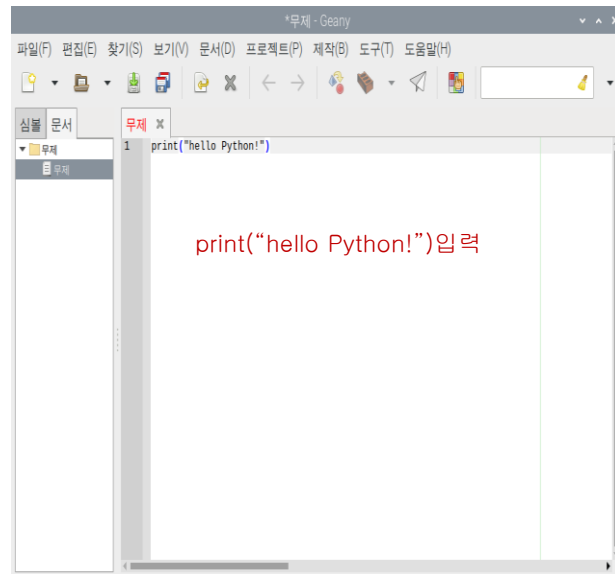 *무제 - Geany
파일(F) 편집(E) 찾기(S) 보기(V) 문서(D) 프로젝트(P) 제작(B) 도구(T) 도움말(H)
심볼 문서 무제
무제
1 print("hello Python!")
무제
print(“hello Python!”)입력